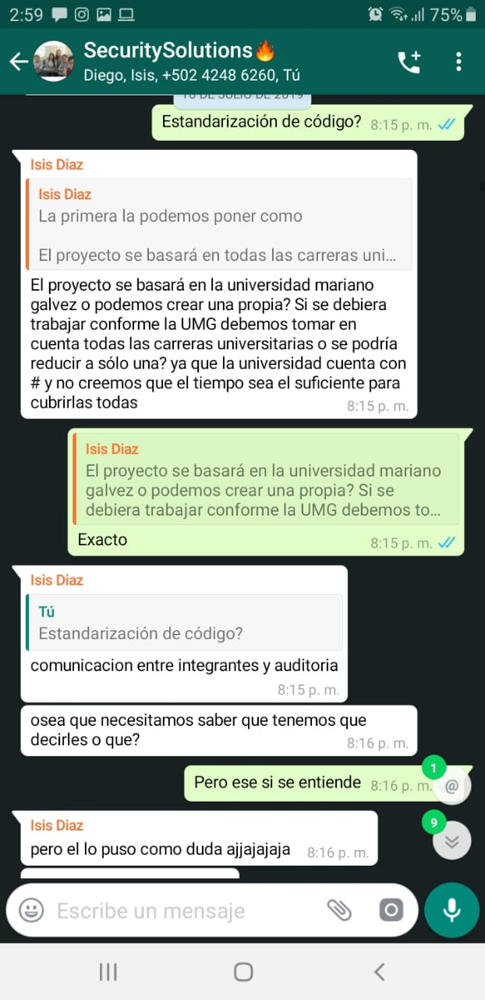 2:59
75%
SecuritySolutions🔥
Diego, Isis, +502 4248 6260, Tú
16 DE JULIO DE 2019
Estandarización de código? 8:15 p. m.
Isis Diaz
Isis Diaz
La primera la podemos poner como
El proyecto se basará en todas las carreras uni...
El proyecto se basará en la universidad mariano
galvez o podemos crear una propia? Si se debiera
trabajar conforme la UMG debemos tomar en
cuenta todas las carreras universitarias o se podría
reducir a sólo una? ya que la universidad cuenta con
# y no creemos que el tiempo sea el suficiente para
cubrirlas todas
8:15 p. m.
Isis Diaz
El proyecto se basará en la universidad mariano
galvez o podemos crear una propia? Si se
debiera trabajar conforme la UMG debemos to...
Exacto 8:15 p. m.
Isis Diaz
Tú
Estandarización de código?
comunicacion entre integrantes y auditoria
8:15 p. m.
osea que necesitamos saber que tenemos que
decirles o que? 8:16 p. m.
Pero ese si se entiende 8:16 p. m.
1
@
Isis Diaz
9
pero el lo puso como duda ajjajajaja 8:16 p. m.
Escribe un mensaje